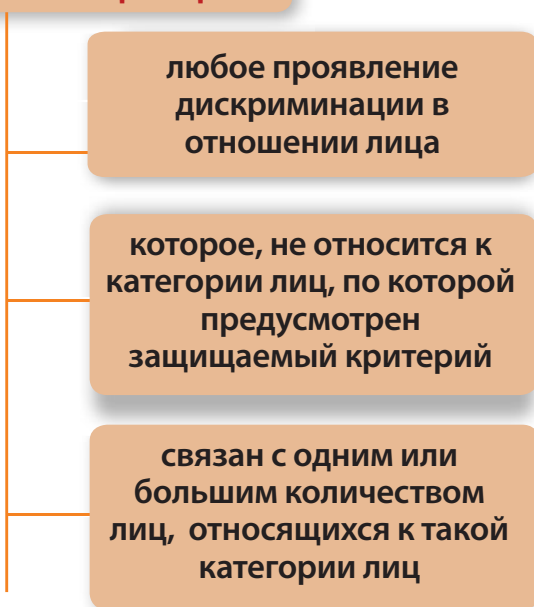 любое проявление
дискриминации в
отношении лица
которое, не относится к
категории лиц, по которой
предусмотрен
защищаемый критерий
связан с одним или
большим количеством
лиц, относящихся к такой
категории лиц